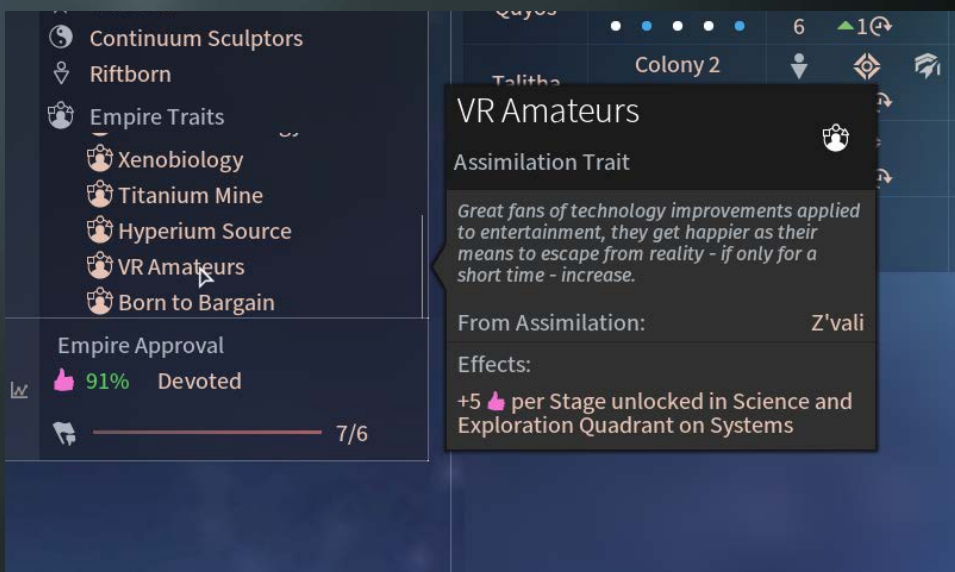 Continuum Sculptors
Riftborn
Empire Traits
Xenobiology
Titanium Mine
Hyperium Source
VR Amateurs
Born to Bargain
Empire Approval
91% Devoted
7/6
6 1
Colony 2
Talitha
VR Amateurs
Assimilation Trait
Great fans of technology improvements applied
to entertainment, they get happier as their
means to escape from reality - if only for a
short time - increase.
From Assimilation: Z'vali
Effects:
+5 per Stage unlocked in Science and
Exploration Quadrant on Systems